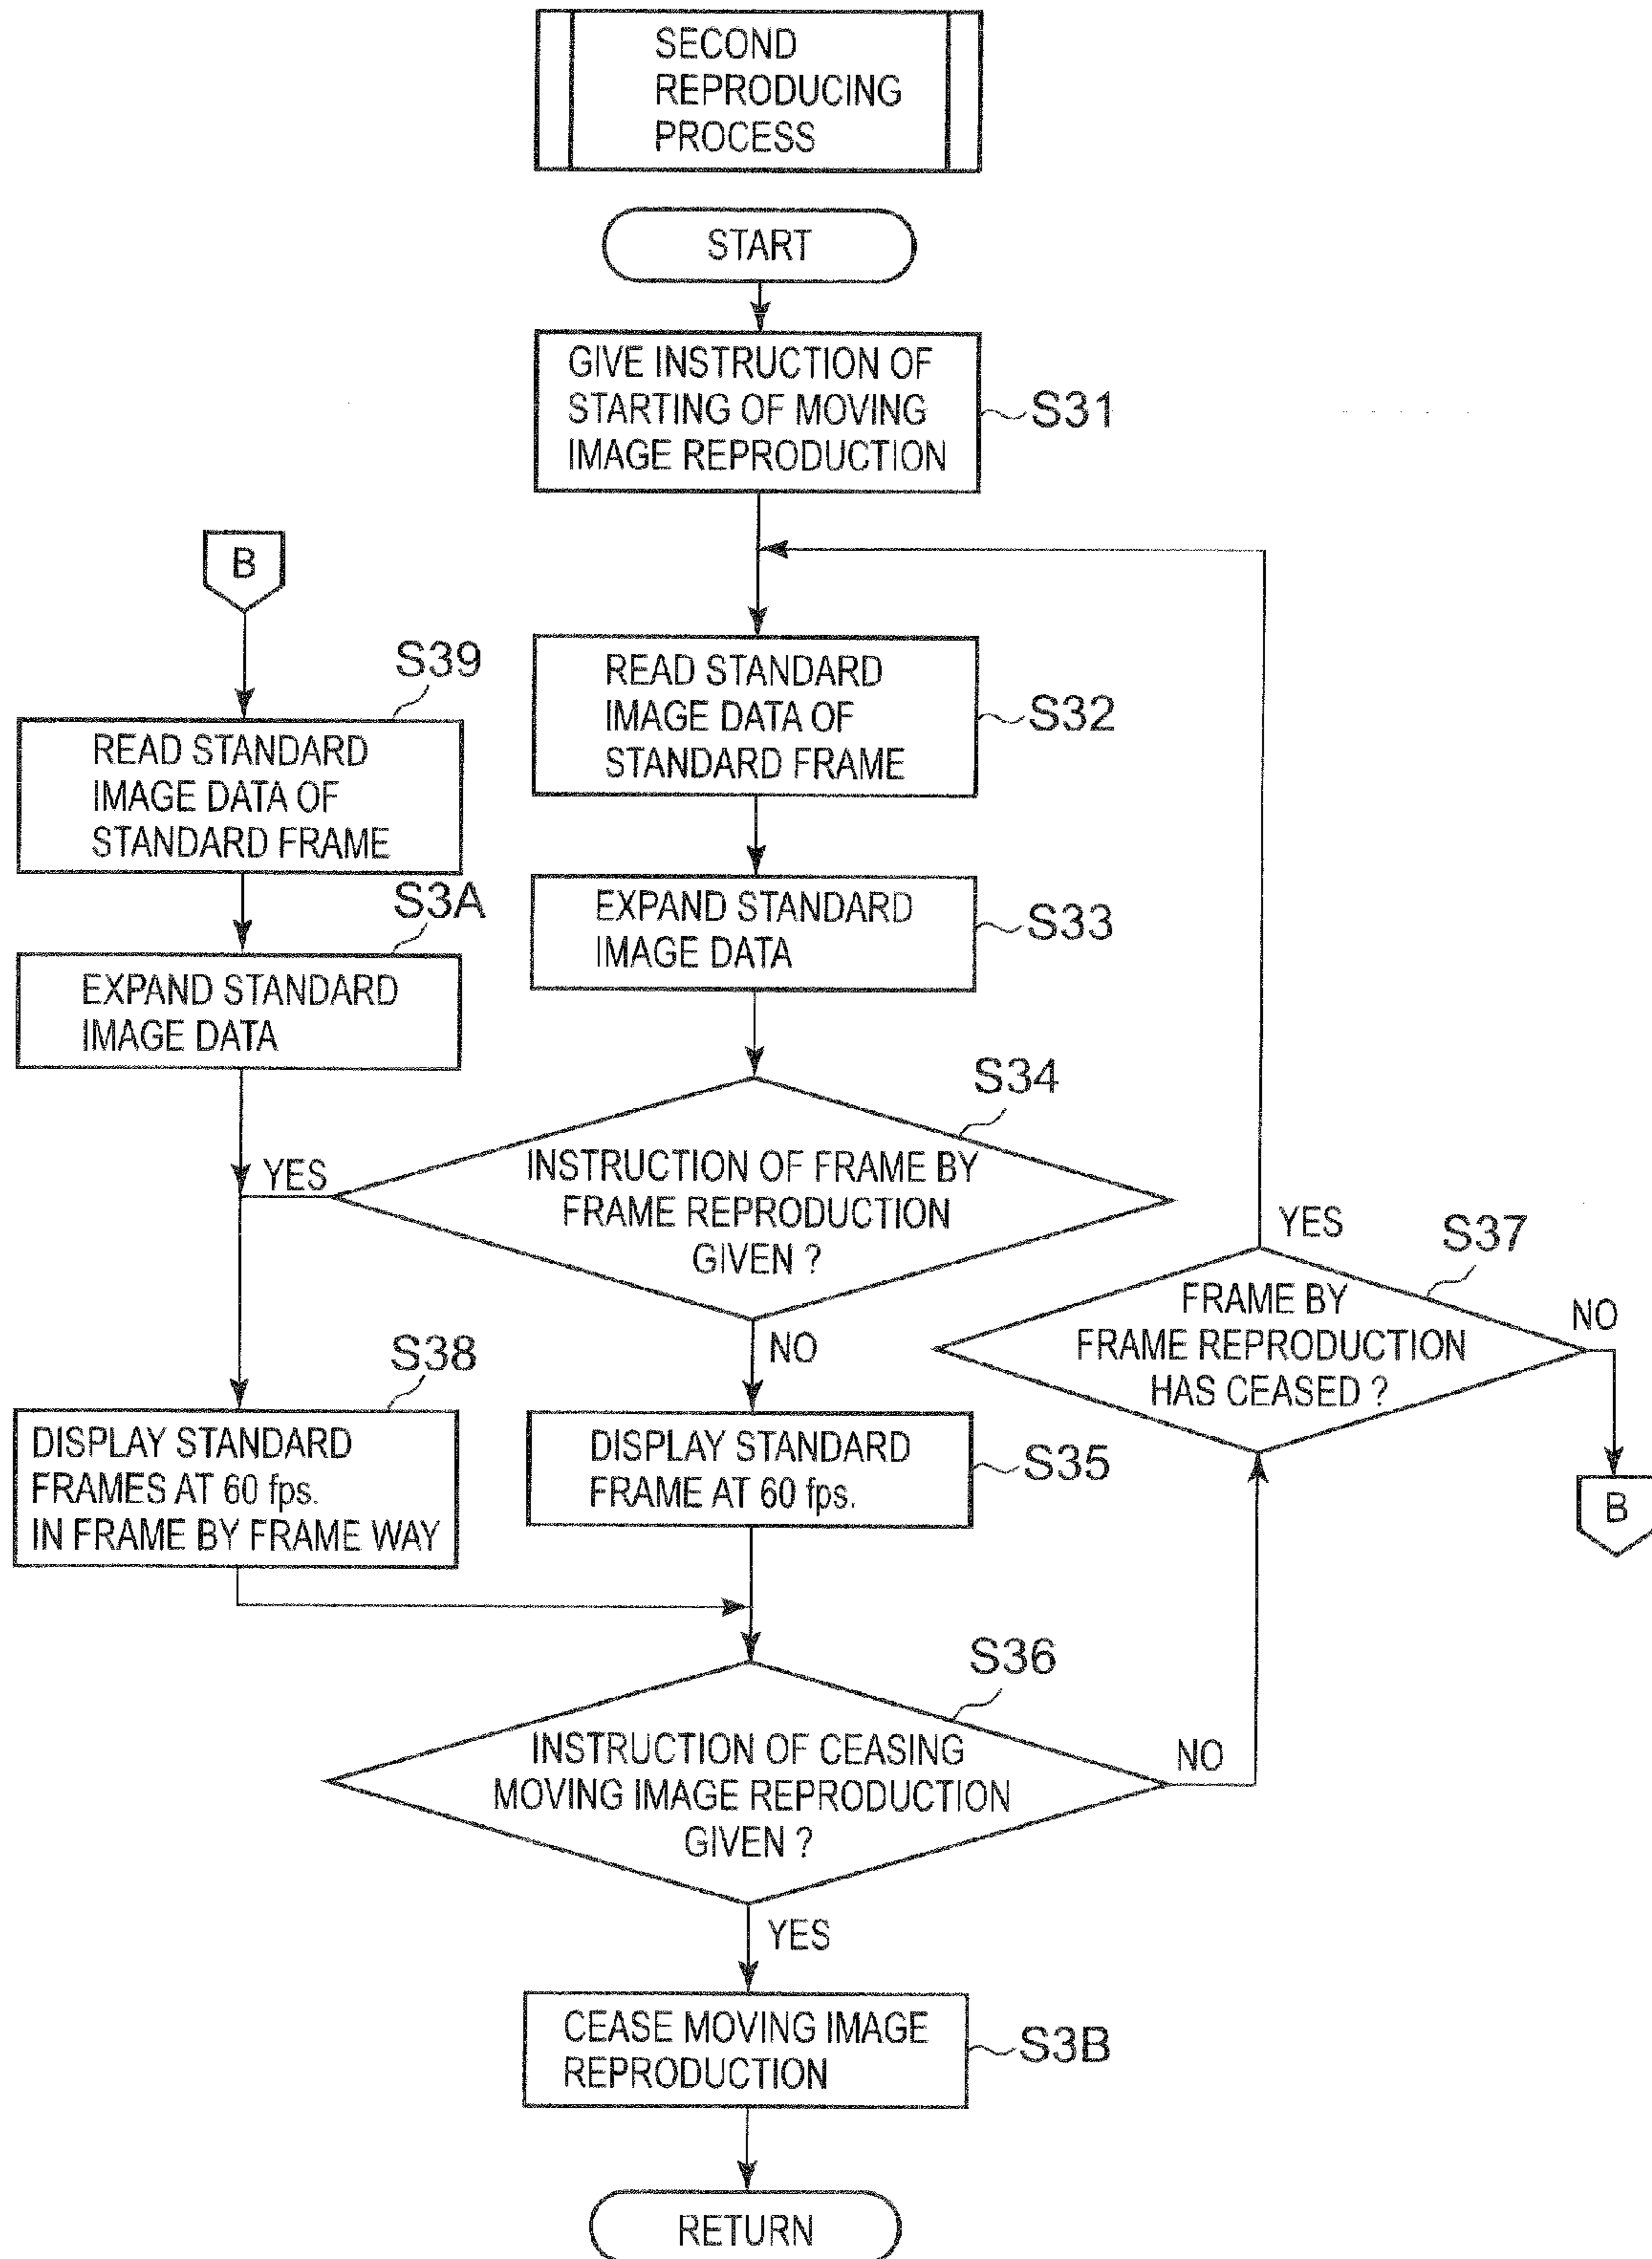 SECOND
REPRODUCING
PROCESS
START
GIVE INSTRUCTION OF
STARTING OF MOVING
IMAGE REPRODUCTION
S31
B
READ STANDARD
IMAGE DATA OF
STANDARD FRAME
S32
S39
READ STANDARD
IMAGE DATA OF
STANDARD FRAME
EXPAND STANDARD
IMAGE DATA
S33
S3A
EXPAND STANDARD
IMAGE DATA
S34
INSTRUCTION OF FRAME BY
FRAME REPRODUCTION
GIVEN ?
YES
NO
YES
S37
FRAME BY
FRAME REPRODUCTION
HAS CEASED ?
NO
B
S38
DISPLAY STANDARD
FRAMES AT 60 fps.
IN FRAME BY FRAME WAY
DISPLAY STANDARD
FRAME AT 60 fps.
S35
S36
INSTRUCTION OF CEASING
MOVING IMAGE REPRODUCTION
GIVEN ?
NO
YES
CEASE MOVING IMAGE
REPRODUCTION
S3B
RETURN